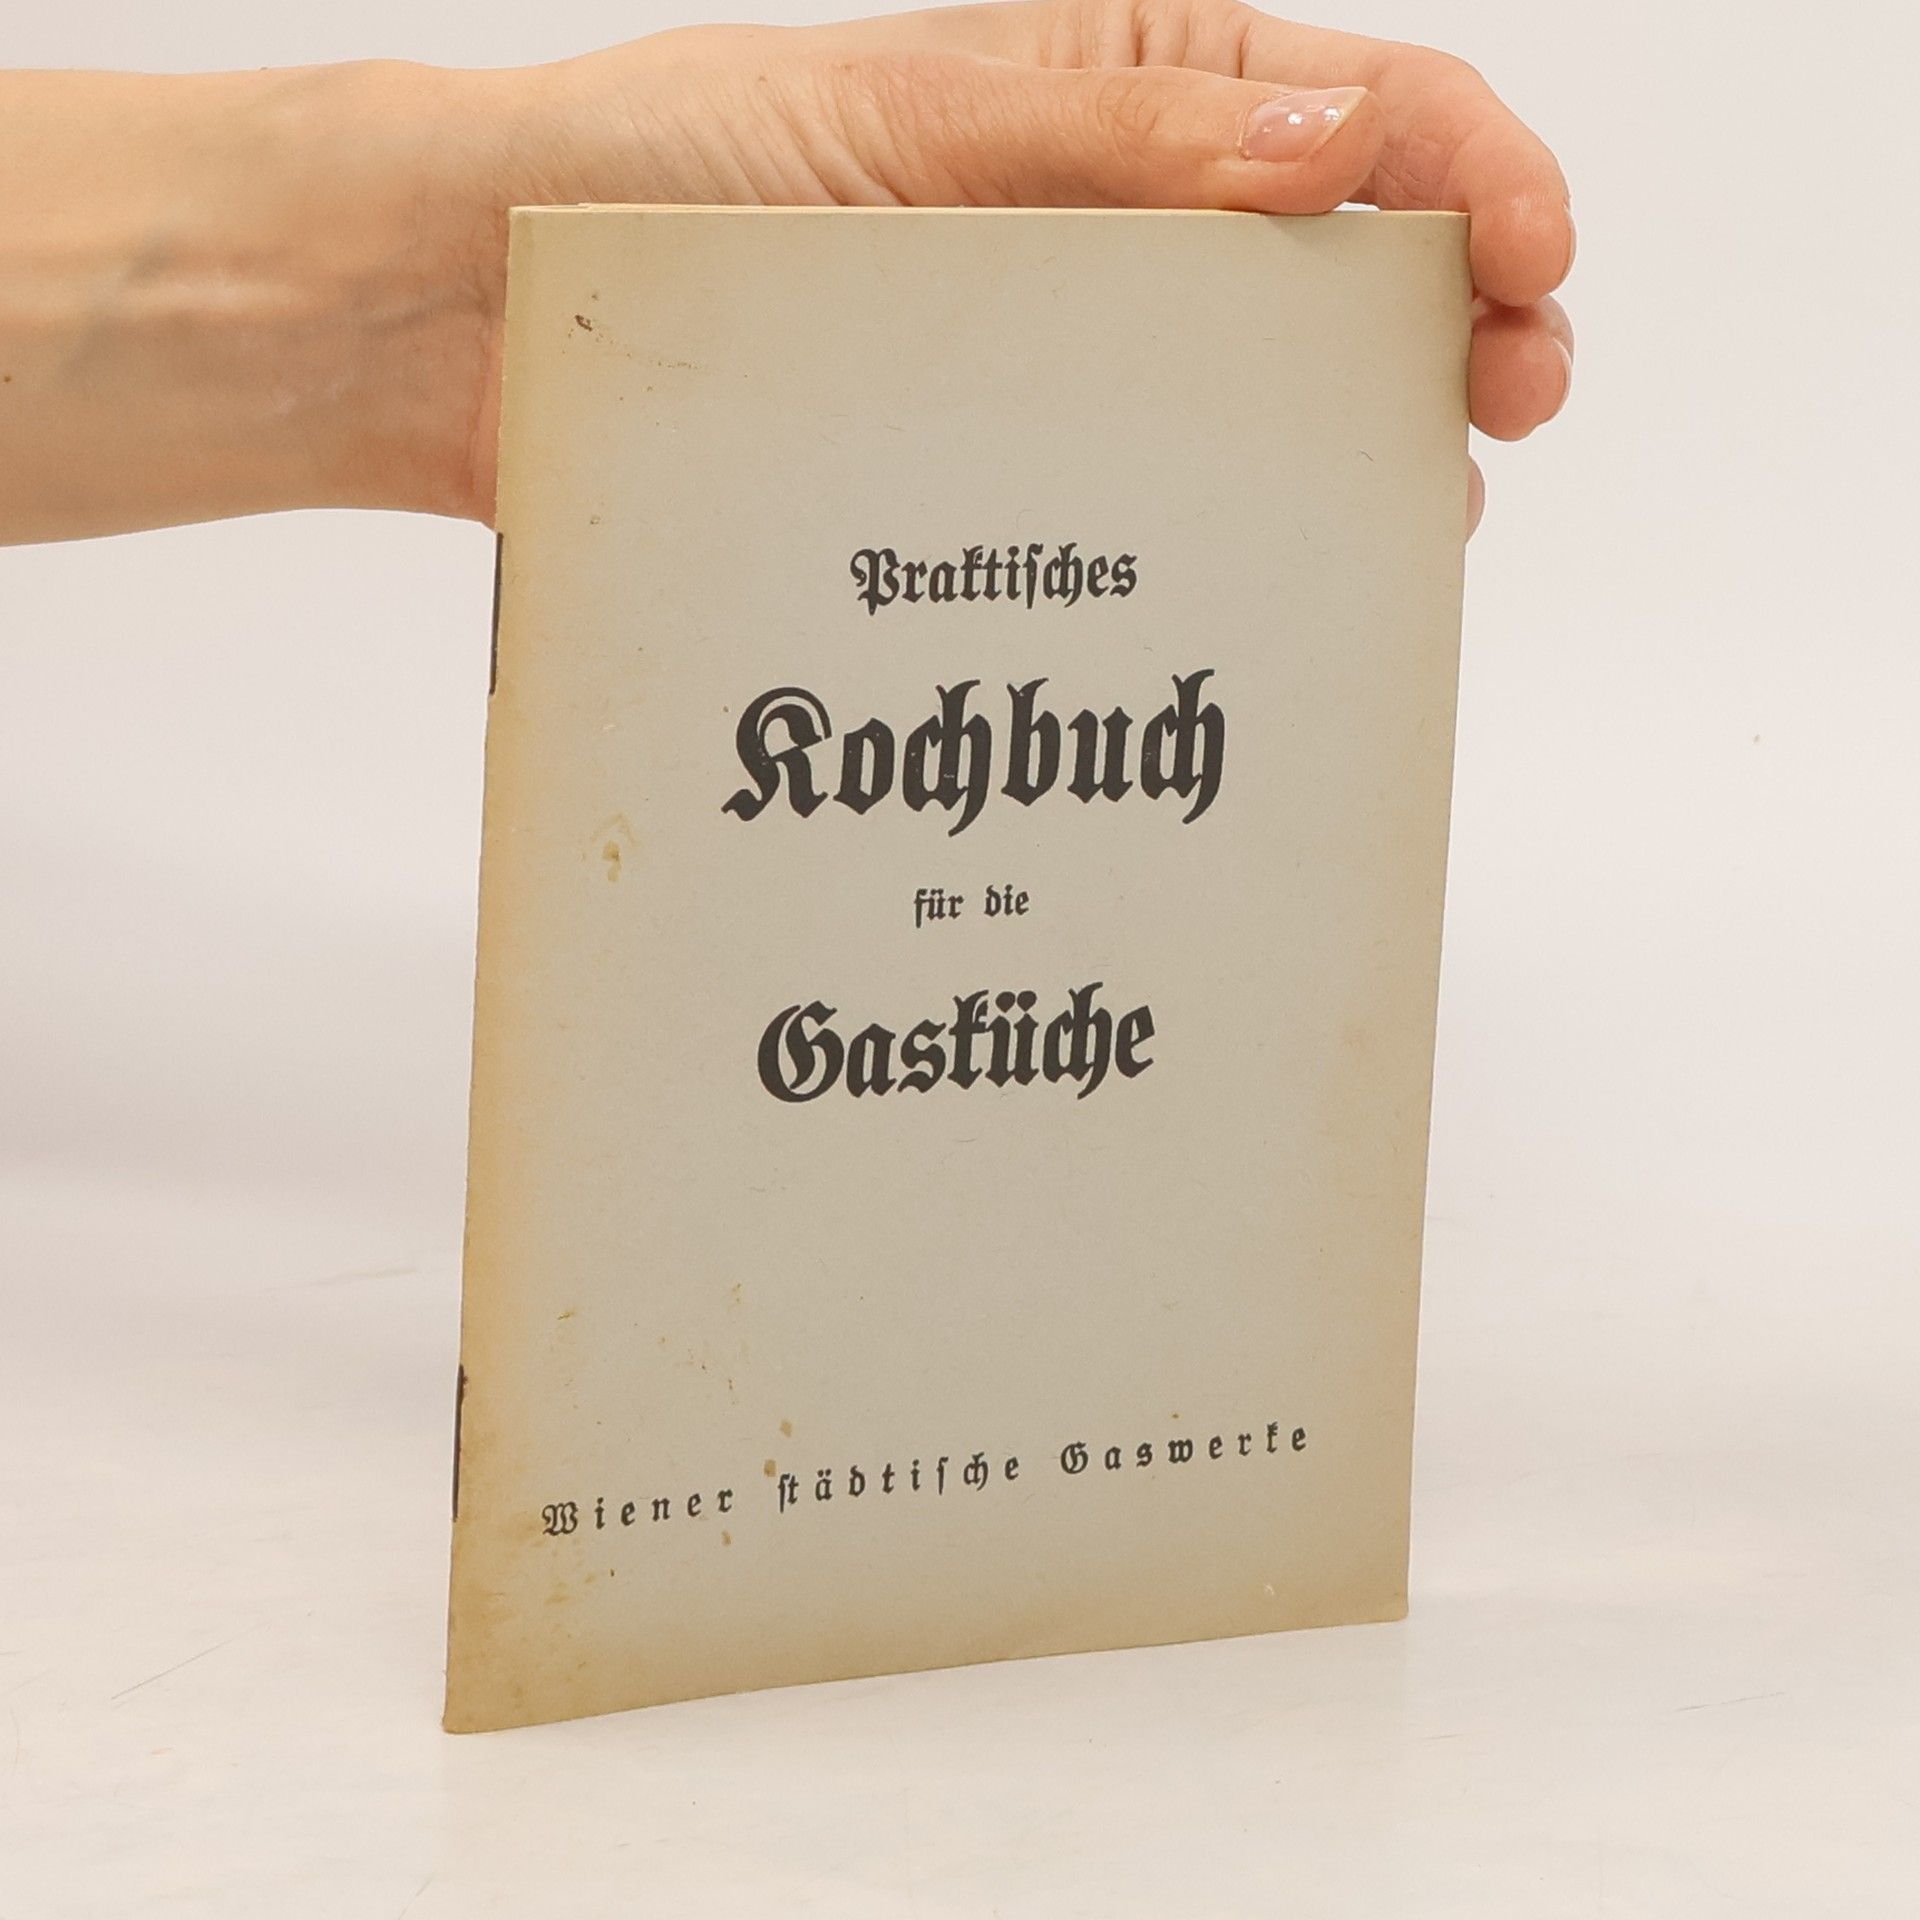 Praktiſches
Kochbuch
für die
Gasküche
Wiener ſtädtiſche Gaswerke